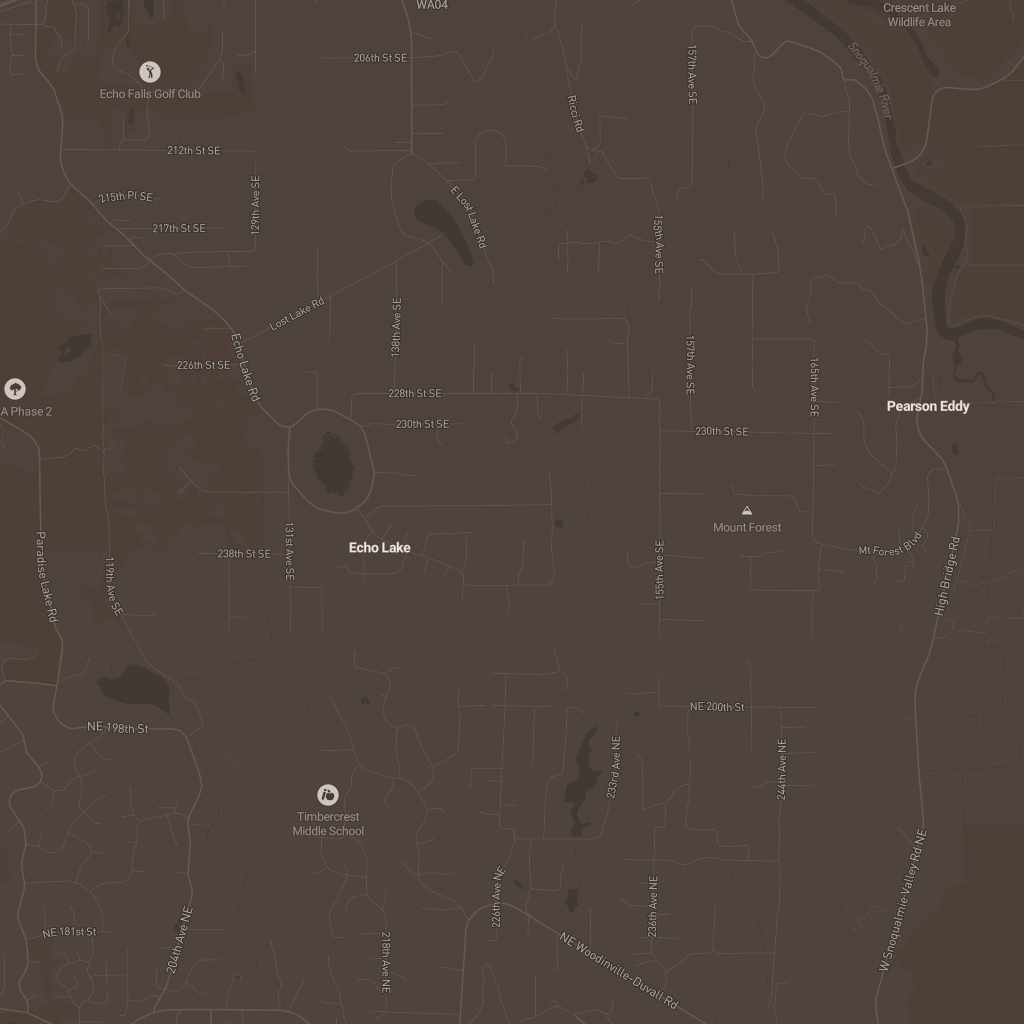 WA04
Crescent Lake
Wildlife Area
206th St SE
157th Ave SE
Snoqualmie River
Echo Falls Golf Club
Ricci Rd
212th St SE
215th Pl SE
129th Ave SE
E Lost Lake Rd
217th St SE
155th Ave SE
Lost Lake Rd
138th Ave SE
Echo Lake Rd
226th St SE
157th Ave SE
165th Ave SE
228th St SE
A Phase 2
Pearson Eddy
230th St SE
230th St SE
Mount Forest
131st Ave SE
Echo Lake
238th St SE
Mt Forest Blvd
Paradise Lake Rd
119th Ave SE
155th Ave SE
High Bridge Rd
NE 200th St
NE 198th St
233rd Ave NE
244th Ave NE
Timbercrest
Middle School
226th Ave NE
236th Ave NE
W Snoqualmie Valley Rd NE
NE 181st St
204th Ave NE
218th Ave NE
NE Woodinville-Duvall Rd